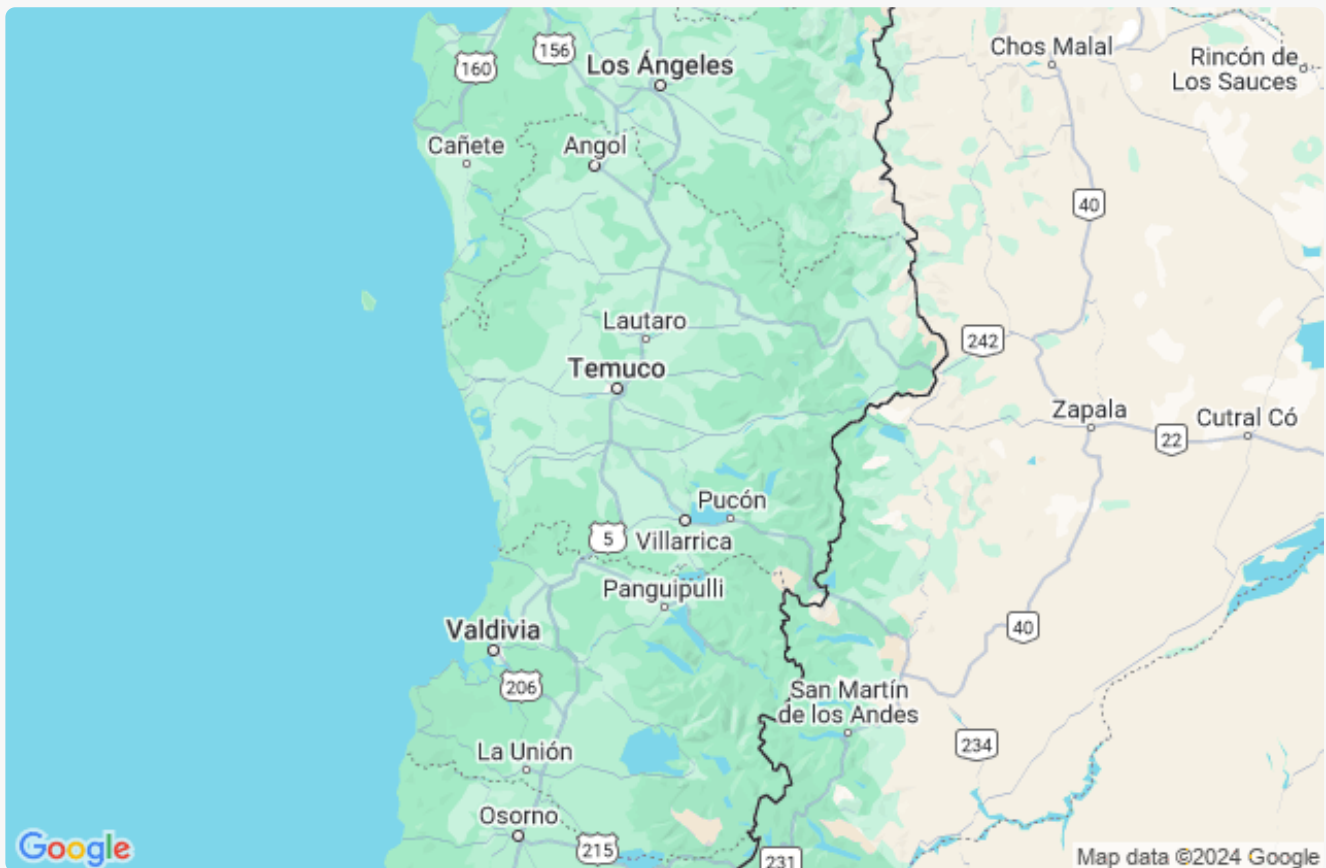 156
Chos Malal
160
Los Ángeles
Rincón de
Los Sauces
Cañete
Angol
40
Lautaro
242
Temuco
Zapala
Cutral Có
22
Pucón
5
Villarrica
Panguipulli
Valdivia
40
206
San Martín
de los Andes
234
La Unión
Osorno
215
231
Google
Map data ©2024 Google